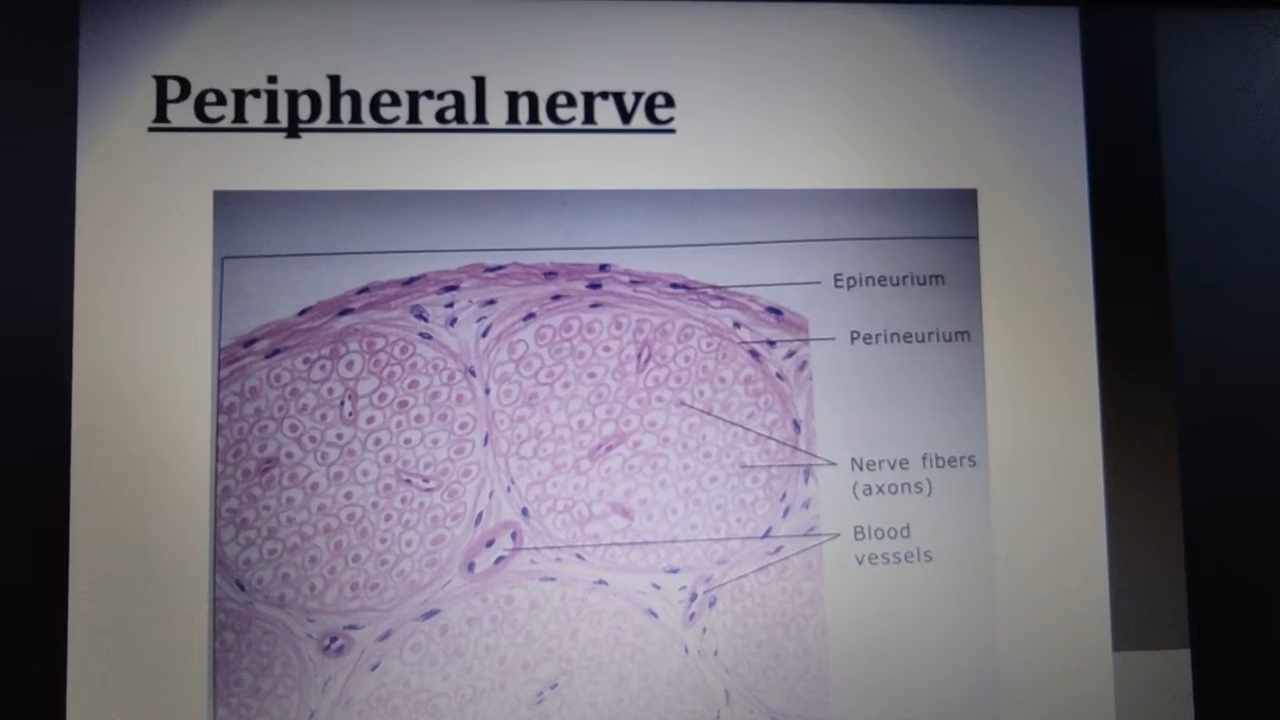 Peripheral nerve
Epineurium
Perineurium
Nerve fibers
(axons)
Blood
vessels